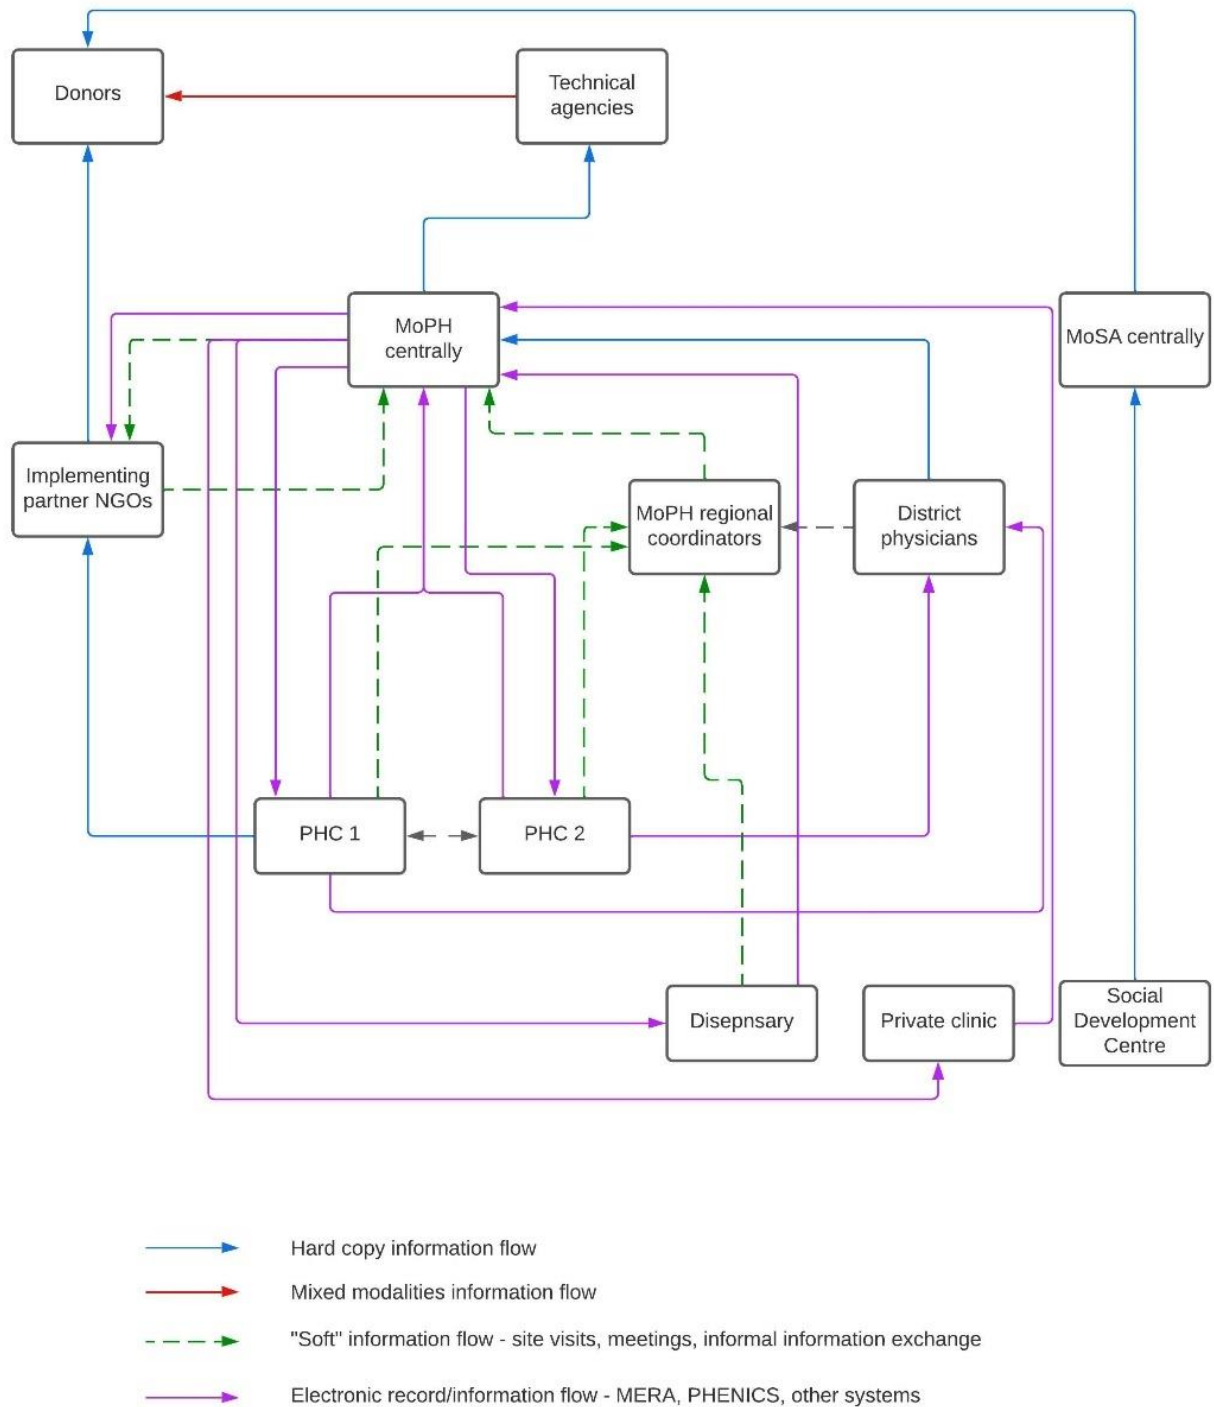 Donors
Technical
agencies
MoPH
centrally
MoSA centrally
Implementing
partner NGOs
MoPH regional
coordinators
District
physicians
PHC 1
PHC 2
Disepnsary
Private clinic
Social
Development
Centre
Hard copy information flow
Mixed modalities information flow
"Soft" information flow - site visits, meetings, informal information exchange
Electronic record/information flow - MERA, PHENICS, other systems